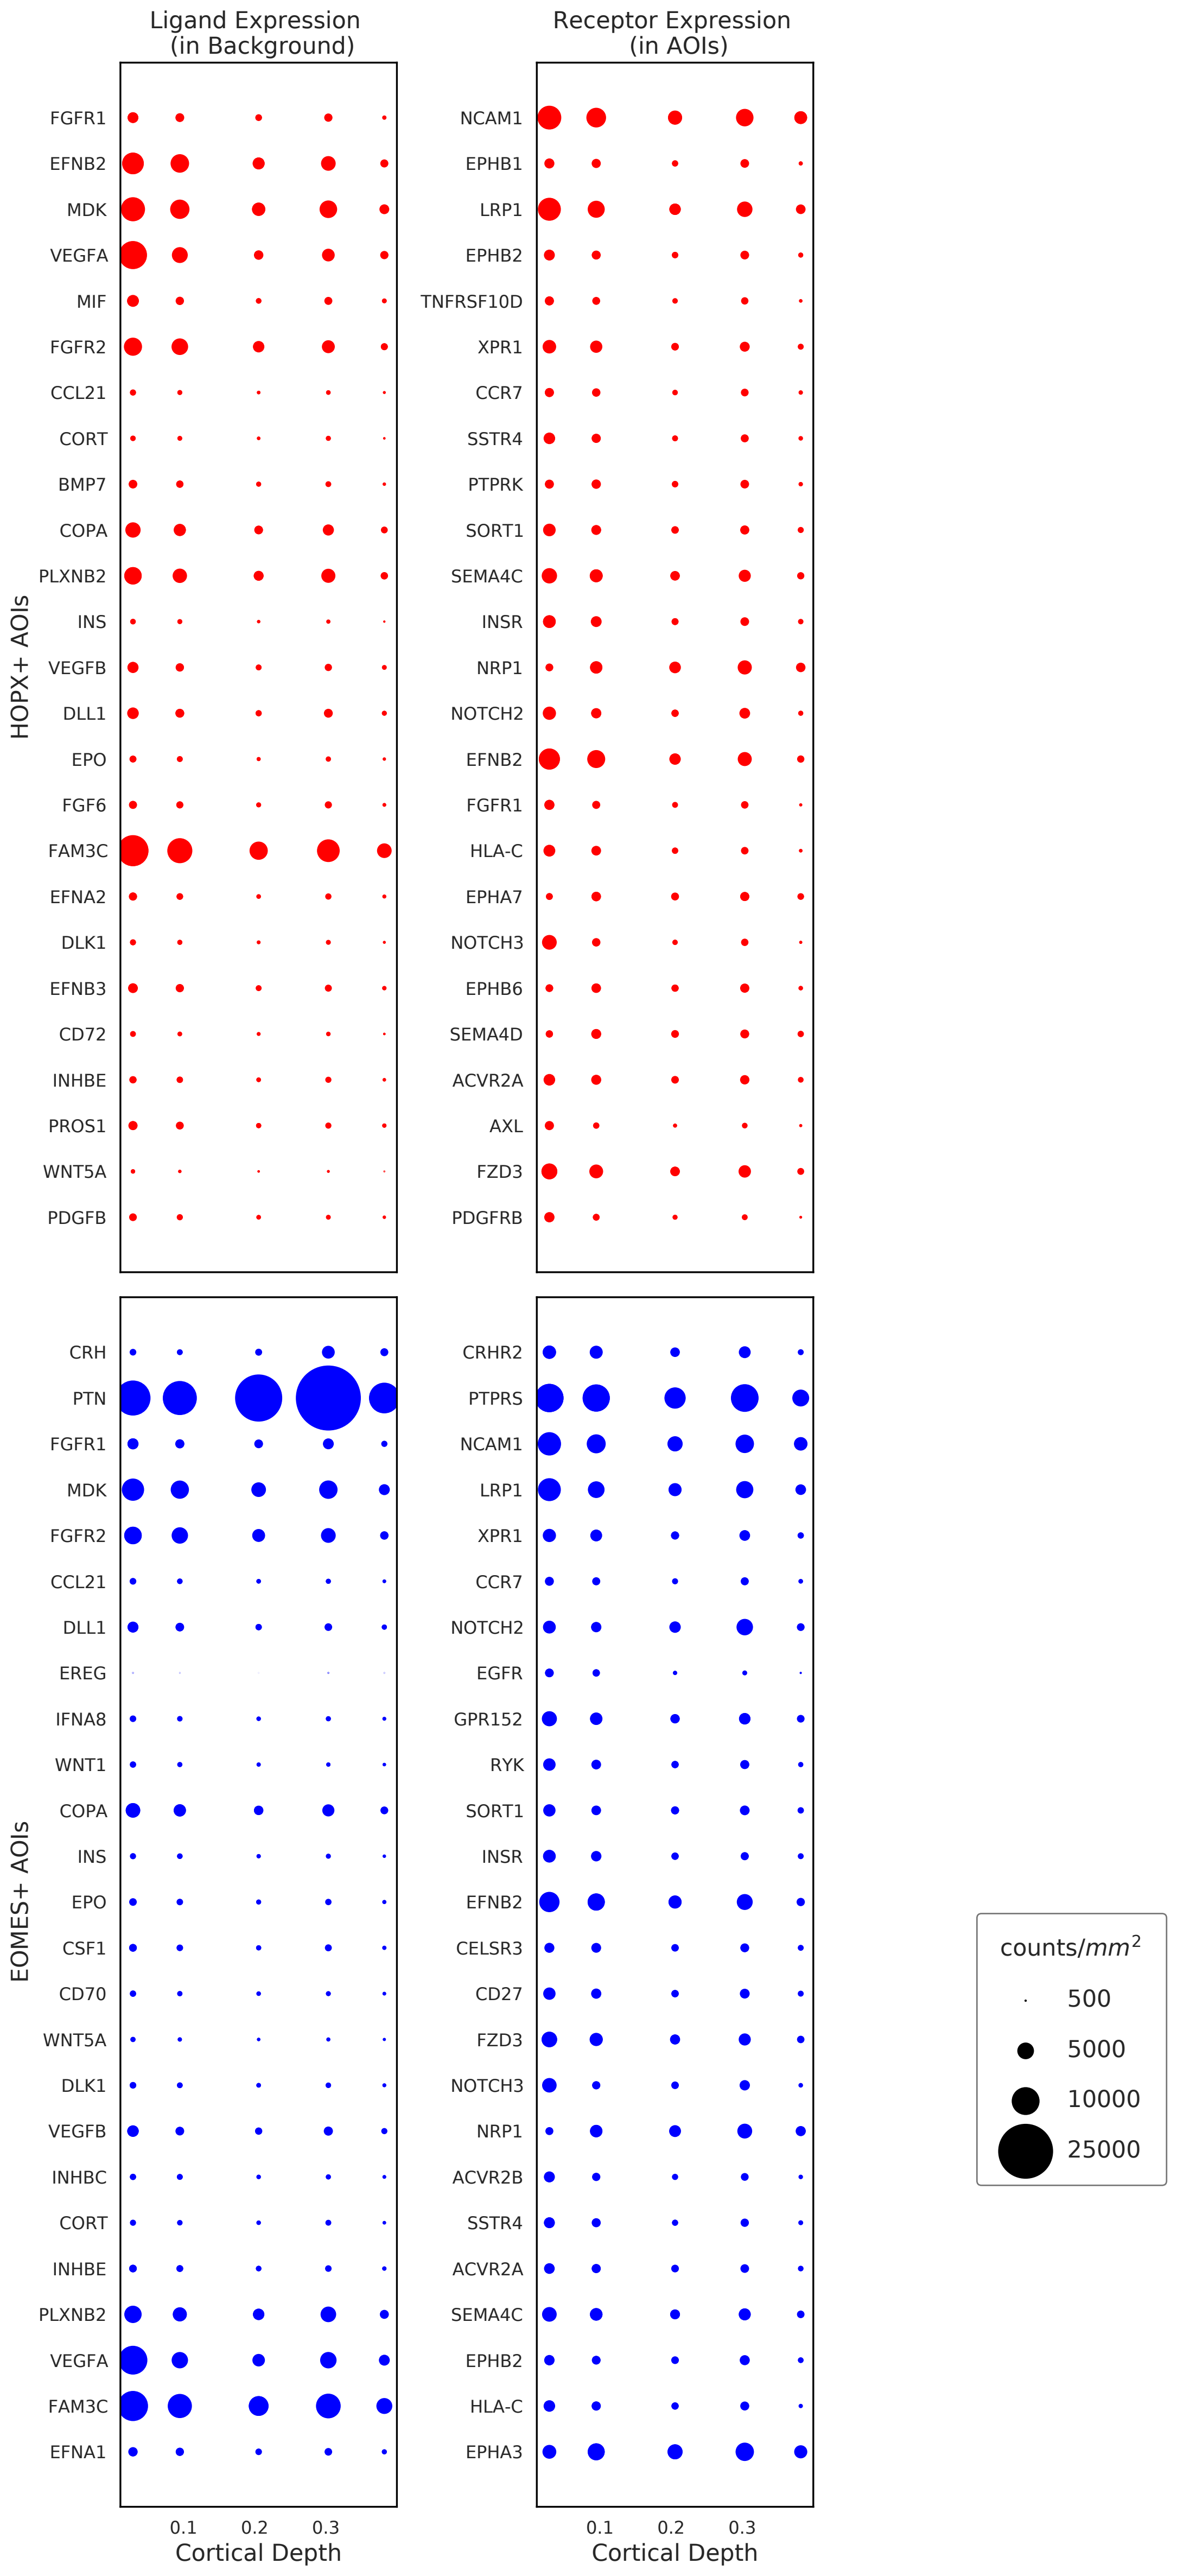 Ligand Expression
(in Background)
Receptor Expression
(in AOIs)
HOPX+ AOIs
FGFR1
EFNB2
MDK
VEGFA
MIF
FGFR2
CCL21
CORT
BMP7
COPA
PLXNB2
INS
VEGFB
DLL1
EPO
FGF6
FAM3C
EFNA2
DLK1
EFNB3
CD72
INHBE
PROS1
WNT5A
PDGFB
NCAM1
EPHB1
LRP1
EPHB2
TNFRSF10D
XPR1
CCR7
SSTR4
PTPRK
SORT1
SEMA4C
INSR
NRP1
NOTCH2
EFNB2
FGFR1
HLA-C
EPHA7
NOTCH3
EPHB6
SEMA4D
ACVR2A
AXL
FZD3
PDGFRB
EOMES+ AOIs
CRH
PTN
FGFR1
MDK
FGFR2
CCL21
DLL1
EREG
IFNA8
WNT1
COPA
INS
EPO
CSF1
CD70
WNT5A
DLK1
VEGFB
INHBC
CORT
INHBE
PLXNB2
VEGFA
FAM3C
EFNA1
0.1 0.2 0.3
Cortical Depth
CRHR2
PTPRS
NCAM1
LRP1
XPR1
CCR7
NOTCH2
EGFR
GPR152
RYK
SORT1
INSR
EFNB2
CELSR3
CD27
FZD3
NOTCH3
NRP1
ACVR2B
SSTR4
ACVR2A
SEMA4C
EPHB2
HLA-C
EPHA3
0.1 0.2 0.3
Cortical Depth
counts/mm²
500
5000
10000
25000